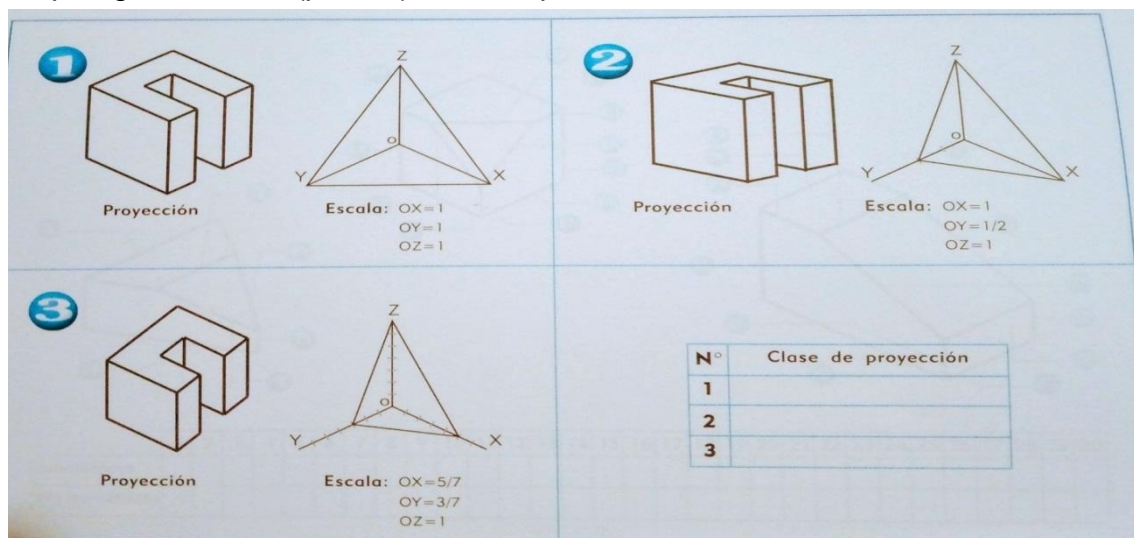 1
Z
O
Y
X
Proyección
Escala: OX=1
OY=1
OZ=1
2
Z
O
Y
X
Proyección
Escala: OX=1
OY=1/2
OZ=1
3
Z
O
Y
X
Proyección
Escala: OX=5/7
OY=3/7
OZ=1
N° Clase de proyección
1
2
3